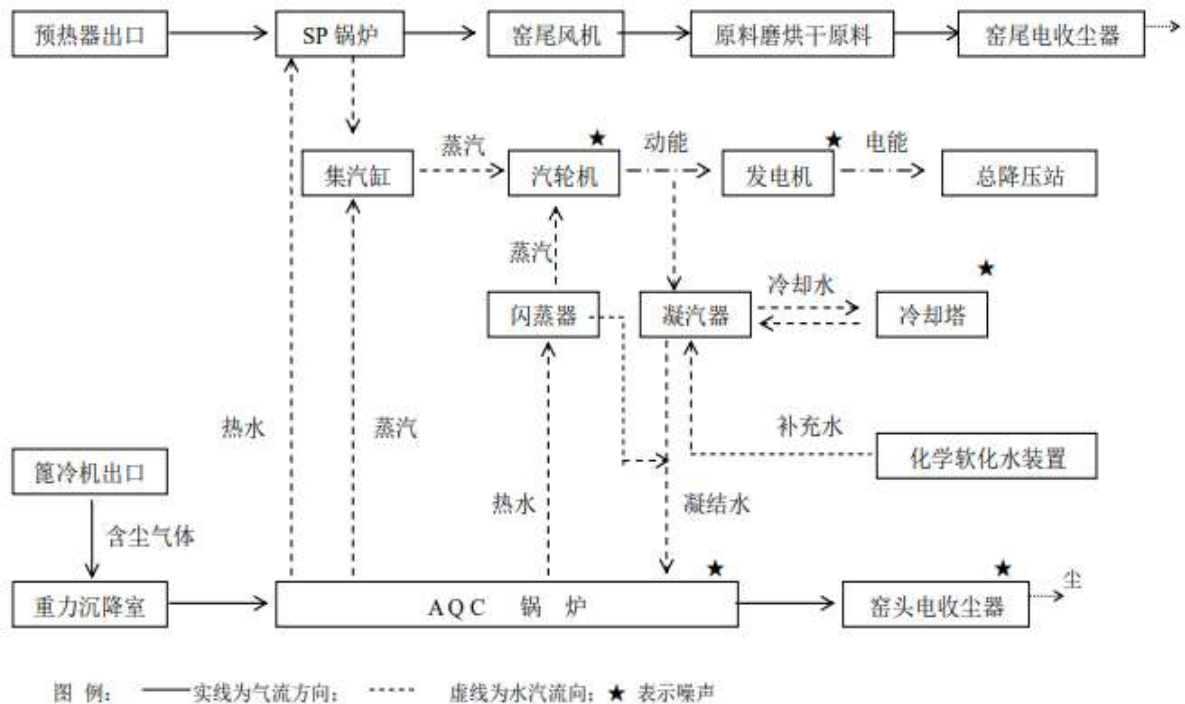 预热器出口
SP 锅炉
窑尾风机
原料磨烘干原料
窑尾电收尘器
集汽缸
蒸汽
汽轮机
★
动能
发电机
★
电能
总降压站
蒸汽
闪蒸器
凝汽器
冷却水
★
冷却塔
热水
蒸汽
补充水
化学软化水装置
篦冷机出口
热水
凝结水
含尘气体
重力沉降室
AQC 锅 炉
★
窑头电收尘器
★
尘
图 例： 实线为气流方向； 虚线为水汽流向；★ 表示噪声